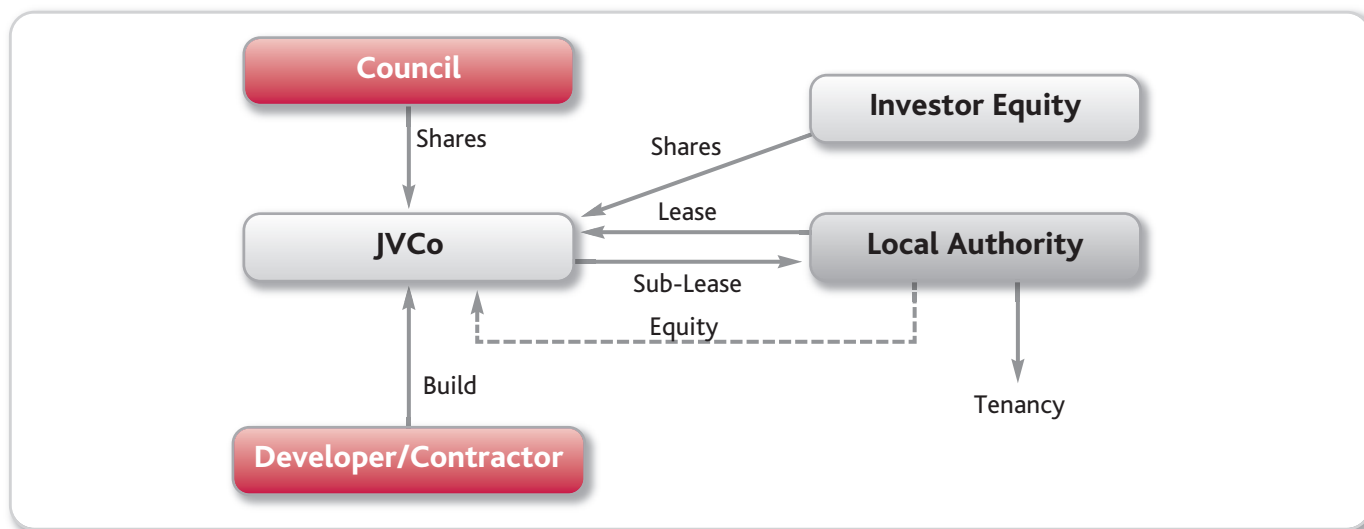 Council
Investor Equity
Shares
Shares
Lease
JVCo
Local Authority
Sub-Lease
Equity
Build
Tenancy
Developer/Contractor